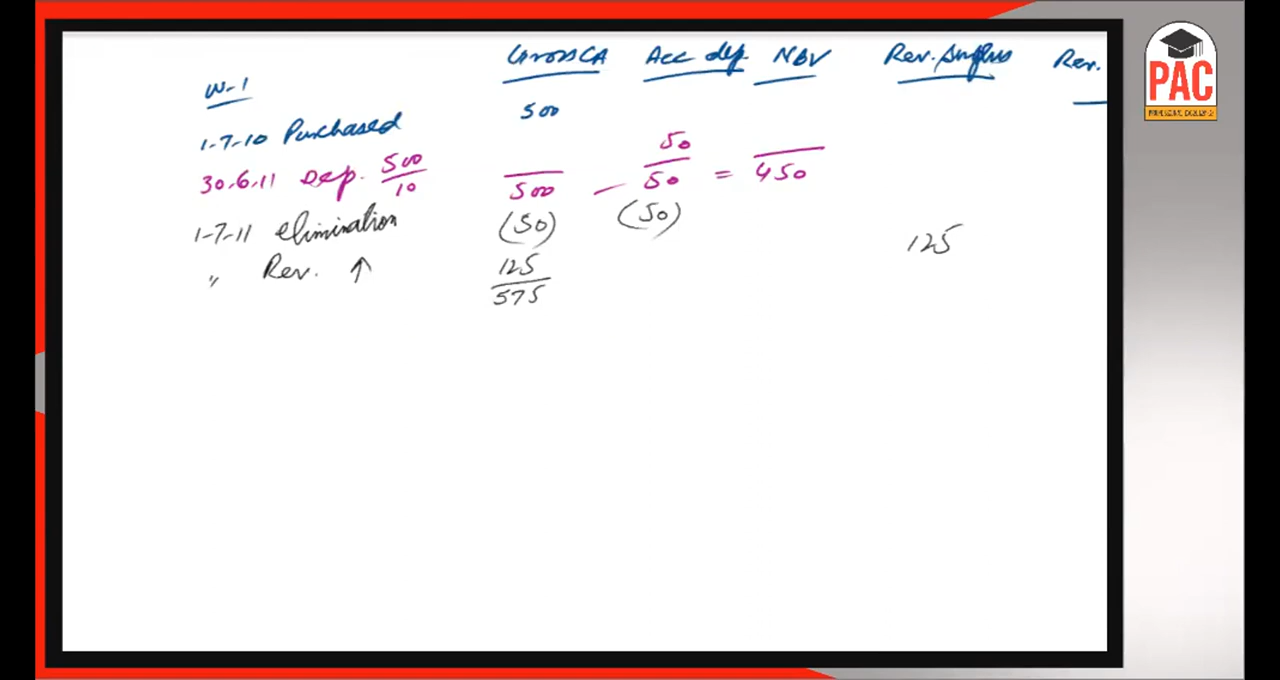 Gross CA Acc dep. NBV Rev. Surplus Rev.
W-1
1-7-10 Purchased 500
50
30.6.11 Dep. 500/10 500 - 50 = 450
1-7-11 elimination (50) (50)
" Rev. ↑ 125 125
575
PAC